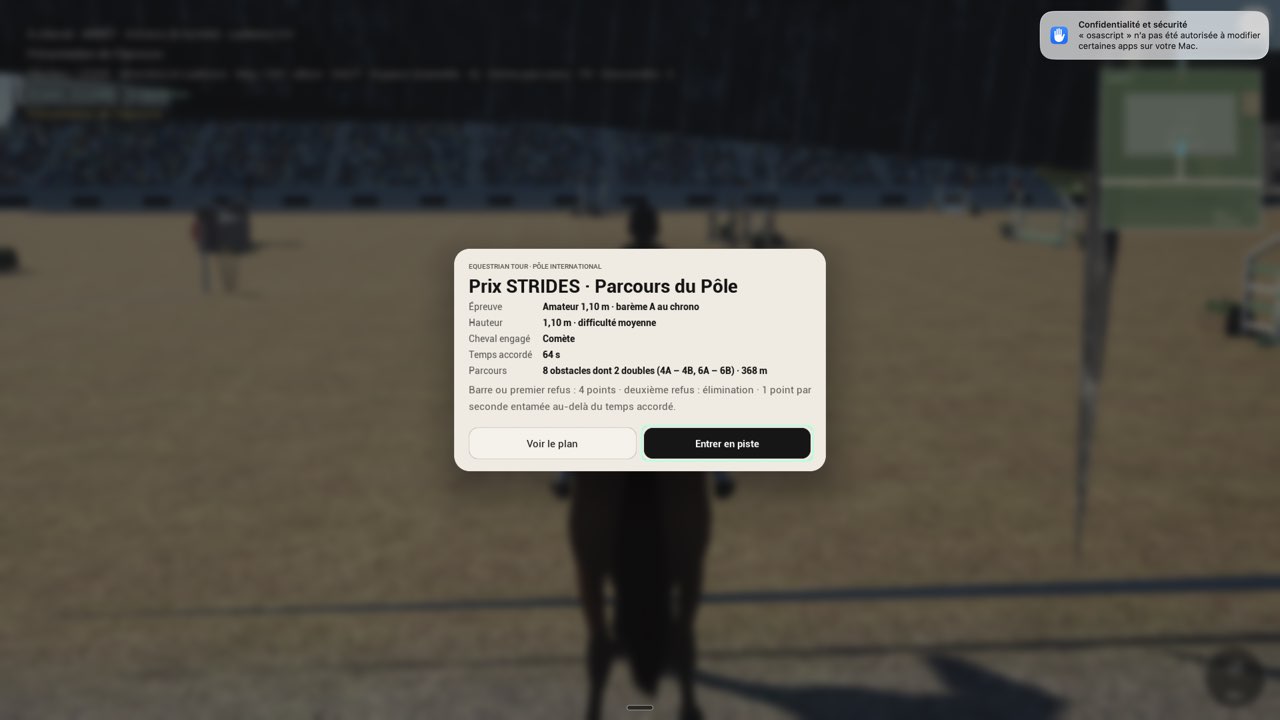 Confidentialité et sécurité
« osascript » n'a pas été autorisée à modifier
certaines apps sur votre Mac.
EQUESTRIAN TOUR · PÔLE INTERNATIONAL
Prix STRIDES · Parcours du Pôle
Épreuve Amateur 1,10 m · barème A au chrono
Hauteur 1,10 m · difficulté moyenne
Cheval engagé Comète
Temps accordé 64 s
Parcours 8 obstacles dont 2 doubles (4A – 4B, 6A – 6B) · 368 m
Barre ou premier refus : 4 points · deuxième refus : élimination · 1 point par
seconde entamée au-delà du temps accordé.
Voir le plan Entrer en piste